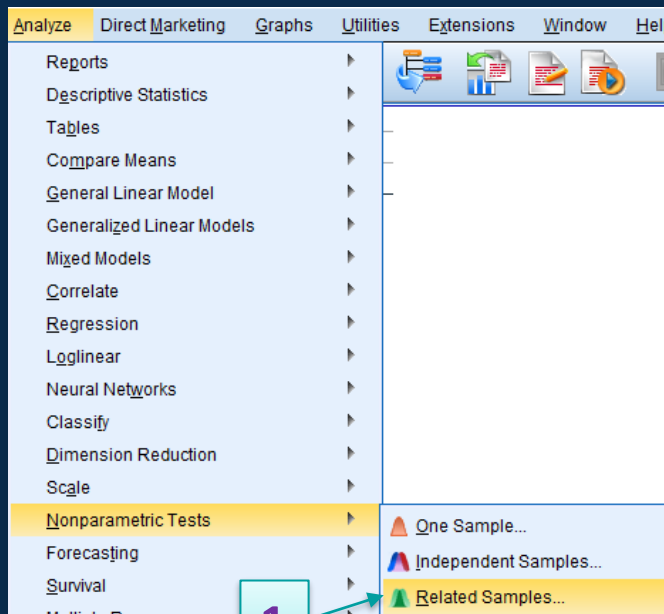 Analyze Direct Marketing Graphs Utilities Extensions Window Hel
Reports
Descriptive Statistics
Tables
Compare Means
General Linear Model
Generalized Linear Models
Mixed Models
Correlate
Regression
Loglinear
Neural Networks
Classify
Dimension Reduction
Scale
Nonparametric Tests
One Sample...
Forecasting
Independent Samples...
Survival
Related Samples...